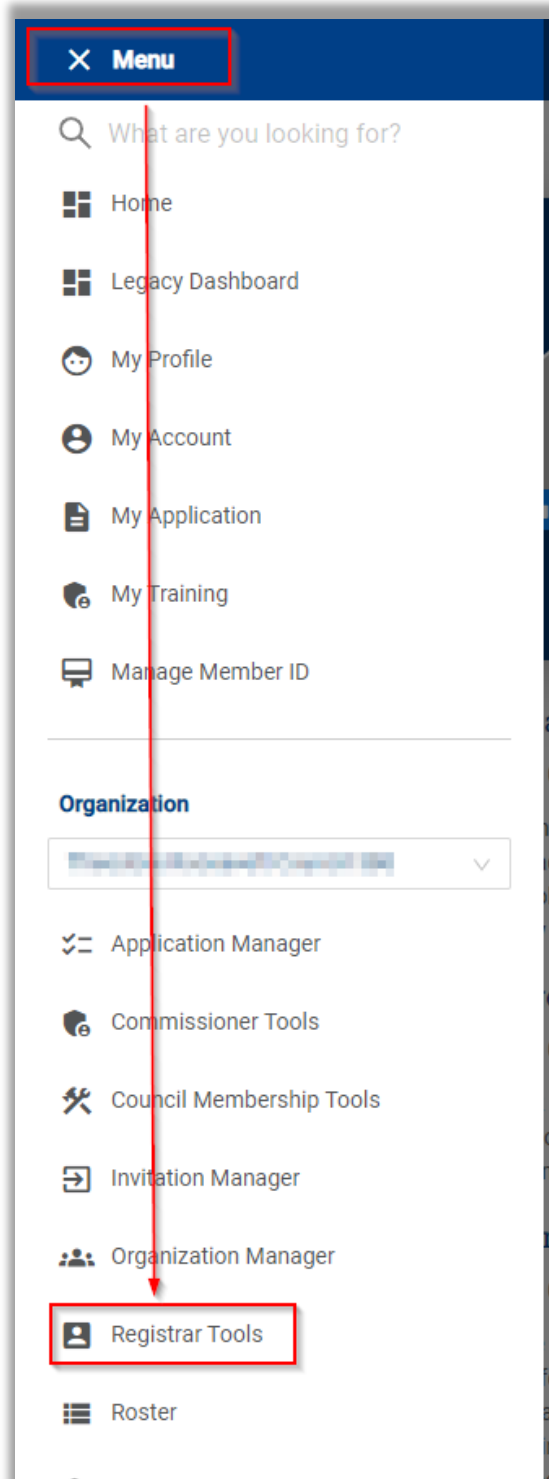 Menu
What are you looking for?
Home
Legacy Dashboard
My Profile
My Account
My Application
My Training
Manage Member ID
Organization
Application Manager
Commissioner Tools
Council Membership Tools
Invitation Manager
Organization Manager
Registrar Tools
Roster